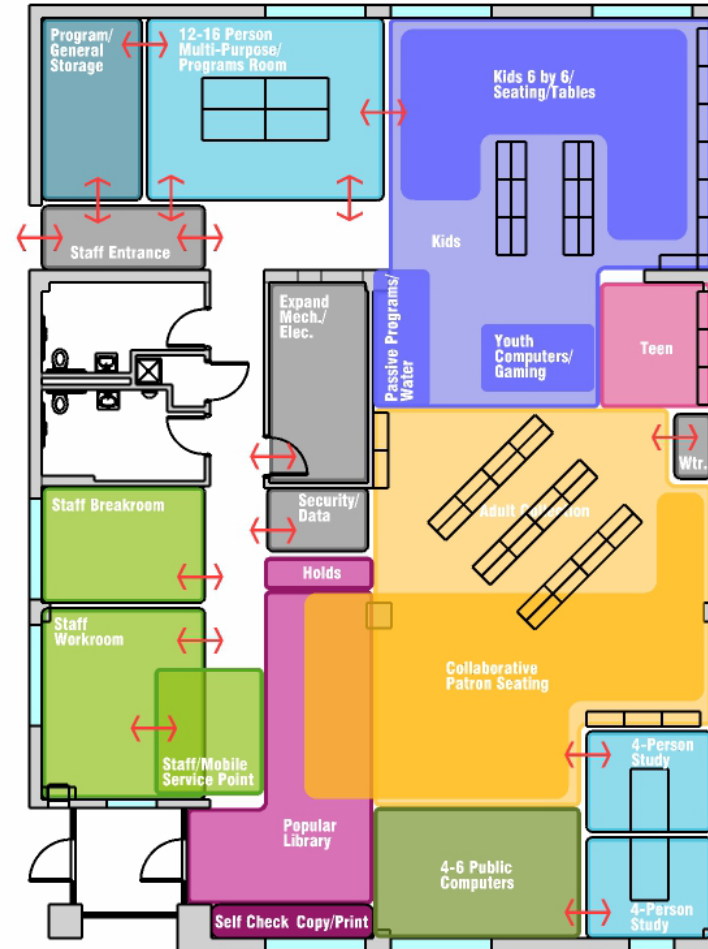 Program/
General
Storage
12-16 Person
Multi-Purpose/
Programs Room
Kids 6 by 6/
Seating/Tables
Staff Entrance
Kids
Expand
Mech./
Elec.
Passive Programs/
Water
Youth
Computers/
Gaming
Teen
Wtr.
Staff Breakroom
Security/
Data
Adult Collection
Holds
Staff
Workroom
Collaborative
Patron Seating
Staff/Mobile
Service Point
4-Person
Study
Popular
Library
4-6 Public
Computers
4-Person
Study
Self Check Copy/Print